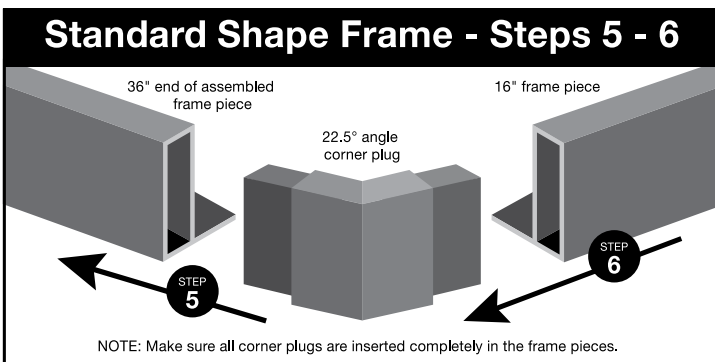 Standard Shape Frame - Steps 5 - 6
36" end of assembled
frame piece
16" frame piece
22.5° angle
corner plug
STEP
5
STEP
6
NOTE: Make sure all corner plugs are inserted completely in the frame pieces.